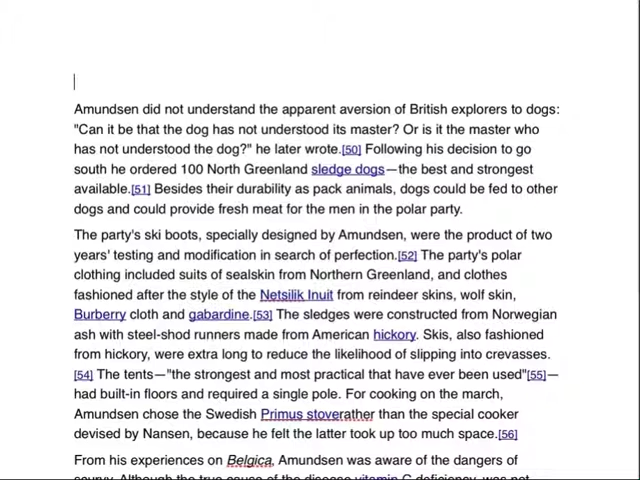 Amundsen did not understand the apparent aversion of British explorers to dogs:
"Can it be that the dog has not understood its master? Or is it the master who
has not understood the dog?" he later wrote.[50] Following his decision to go
south he ordered 100 North Greenland sledge dogs—the best and strongest
available.[51] Besides their durability as pack animals, dogs could be fed to other
dogs and could provide fresh meat for the men in the polar party.
The party's ski boots, specially designed by Amundsen, were the product of two
years' testing and modification in search of perfection.[52] The party's polar
clothing included suits of sealskin from Northern Greenland, and clothes
fashioned after the style of the Netsilik Inuit from reindeer skins, wolf skin,
Burberry cloth and gabardine.[53] The sledges were constructed from Norwegian
ash with steel-shod runners made from American hickory. Skis, also fashioned
from hickory, were extra long to reduce the likelihood of slipping into crevasses.
[54] The tents—"the strongest and most practical that have ever been used"[55]—
had built-in floors and required a single pole. For cooking on the march,
Amundsen chose the Swedish Primus stoverather than the special cooker
devised by Nansen, because he felt the latter took up too much space.[56]
From his experiences on Belgica, Amundsen was aware of the dangers of
scurvy. Although the true cause of the disease vitamin C deficiency, was not